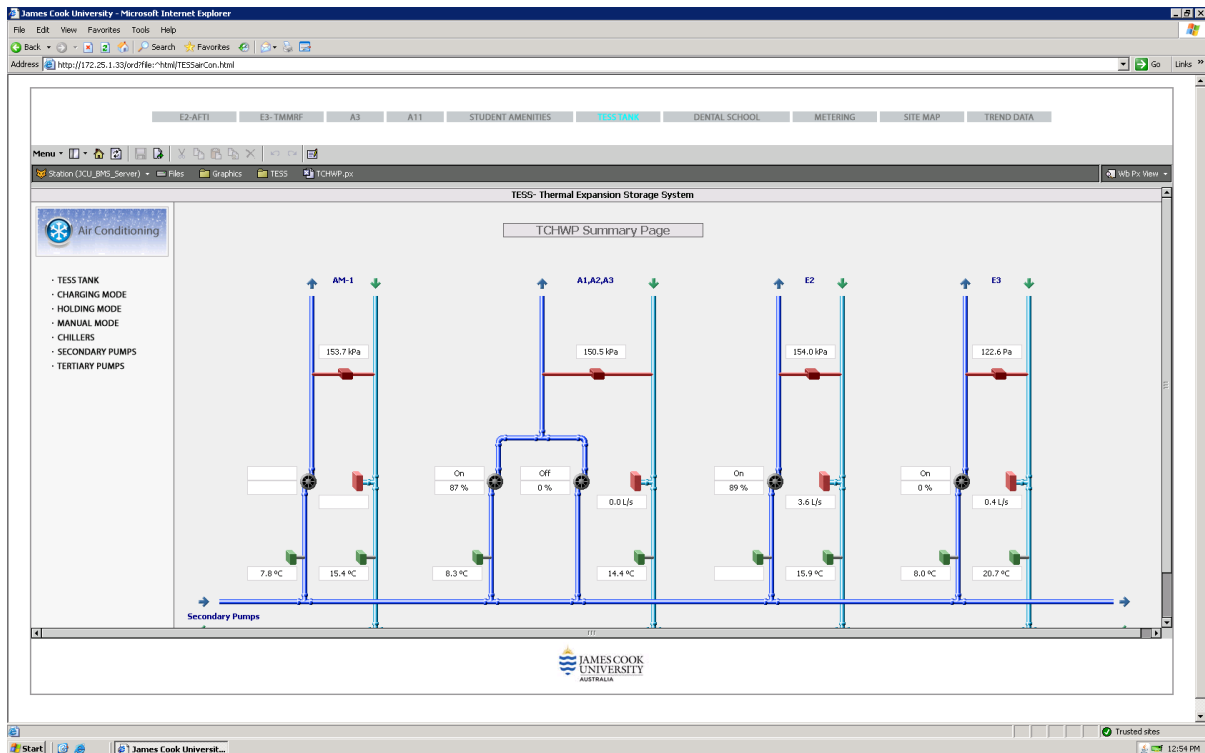 James Cook University - Microsoft Internet Explorer
File Edit View Favorites Tools Help
Back Search Favorites
Address http://172.25.1.33/ord?file:^html/TESSairCon.html Go Links »
E2-AFTI E3- TMMRF A3 A11 STUDENT AMENITIES TESS TANK DENTAL SCHOOL METERING SITE MAP TREND DATA
Menu
Station (JCU_BMS_Server) Files Graphics TESS TCHWP.px Wb Px View
TESS- Thermal Expansion Storage System
Air Conditioning
TCHWP Summary Page
· TESS TANK
· CHARGING MODE
· HOLDING MODE
· MANUAL MODE
· CHILLERS
· SECONDARY PUMPS
· TERTIARY PUMPS
AM-1 A1,A2,A3 E2 E3
153.7 kPa 150.5 kPa 154.0 kPa 122.6 Pa
On Off On On
87 % 0 % 89 % 0 %
0.0 L/s 3.6 L/s 0.4 L/s
7.8 ºC 15.4 ºC 8.3 ºC 14.4 ºC 15.9 ºC 8.0 ºC 20.7 ºC
Secondary Pumps
JAMES COOK
UNIVERSITY
AUSTRALIA
Trusted sites
Start James Cook Universit... 12:54 PM